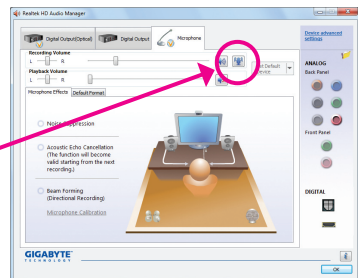 Realtek HD Audio Manager
Digital Output(Optical)
Digital Output
Microphone
Device advanced
settings
Recording Volume
L
R
Set Default
Device
Playback Volume
L
R
ANALOG
Back Panel
Microphone Effects
Default Format
Noise Suppression
Acoustic Echo Cancellation
(The function will become
valid starting from the next
recording.)
Front Panel
Beam Forming
(Directional Recording)
Microphone Calibration
DIGITAL
GIGABYTE
TECHNOLOGY
OK